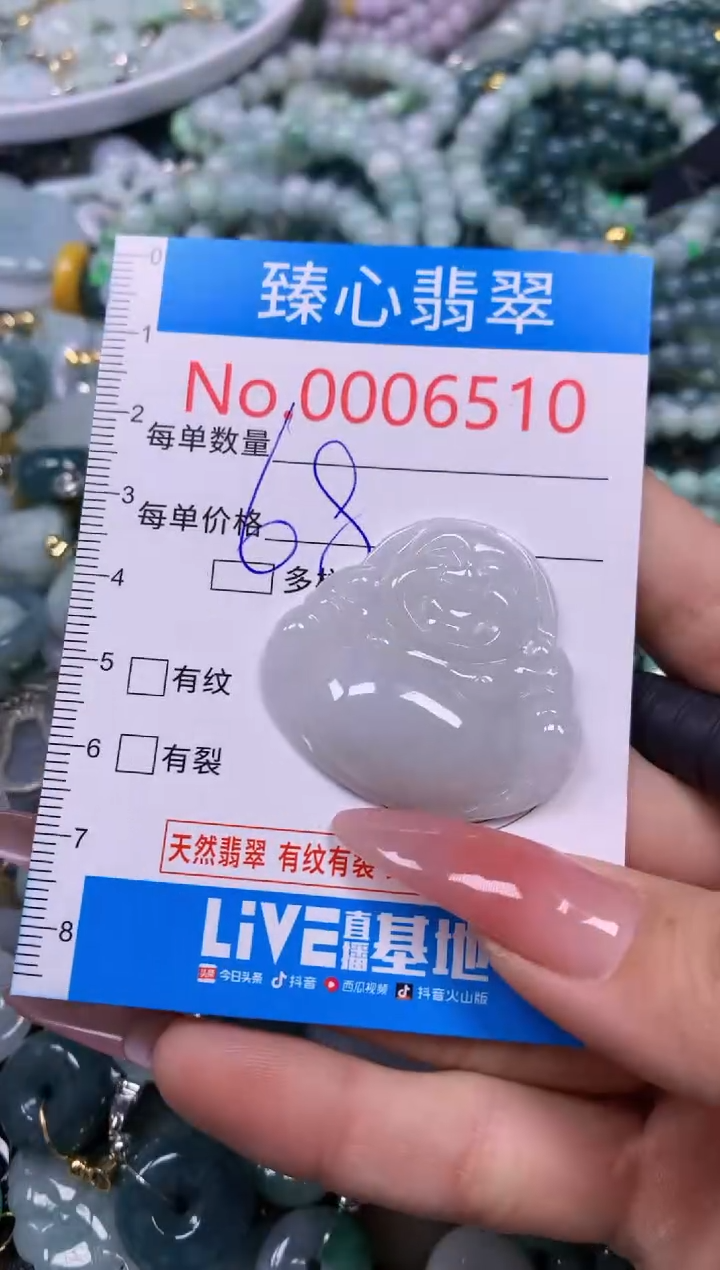 臻心翡翠
No.0006510
每单数量
68
每单价格
多
有纹
有裂
天然翡翠 有纹有裂
LiVE直播基地
头条 今日头条 抖音 西瓜视频 抖音火山版
0
1
2
3
4
5
6
7
8